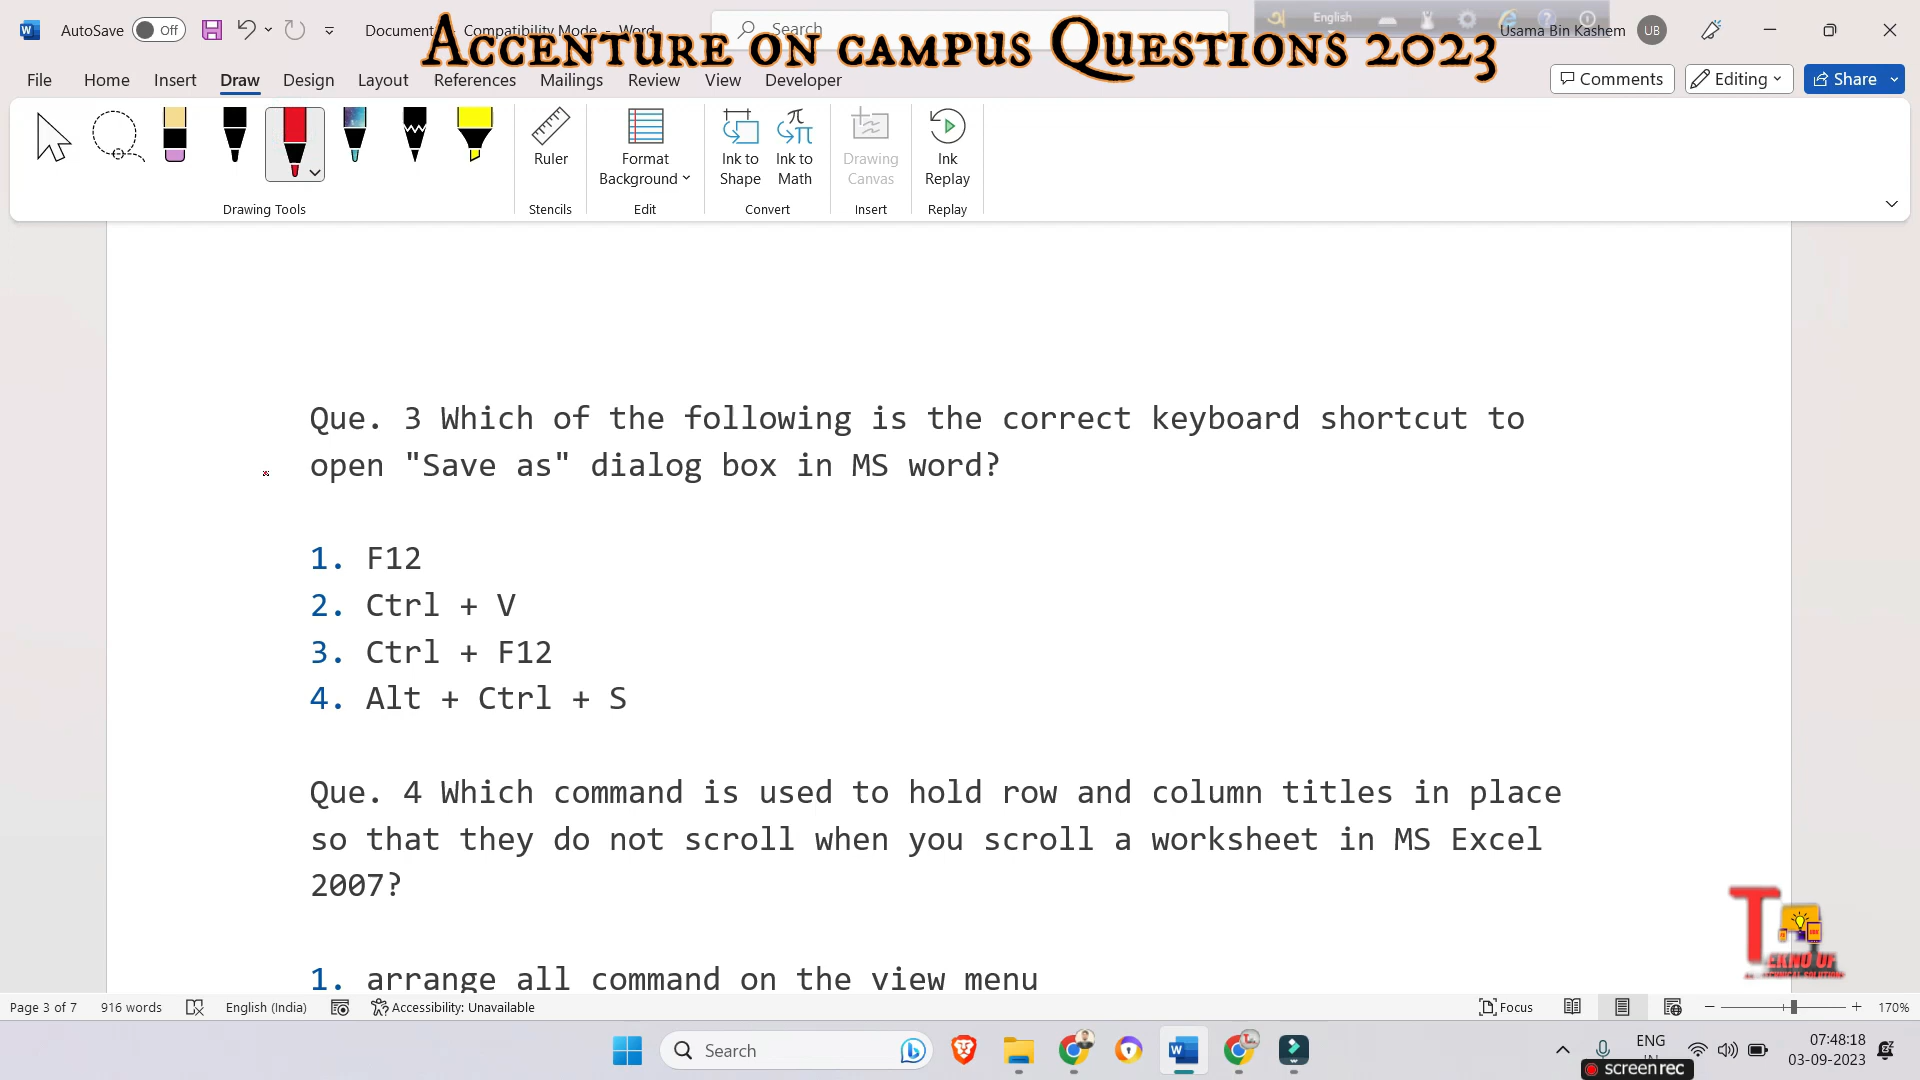 AutoSave Off Document - Compatibility Mode - Word Search English Usama Bin Kashem UB
Accenture on campus Questions 2023
File Home Insert Draw Design Layout References Mailings Review View Developer Comments Editing Share
Ruler Format Background Ink to Shape Ink to Math Drawing Canvas Ink Replay
Drawing Tools Stencils Edit Convert Insert Replay
Que. 3 Which of the following is the correct keyboard shortcut to
open "Save as" dialog box in MS word?
1. F12
2. Ctrl + V
3. Ctrl + F12
4. Alt + Ctrl + S
Que. 4 Which command is used to hold row and column titles in place
so that they do not scroll when you scroll a worksheet in MS Excel
2007?
1. arrange all command on the view menu
TEKNO UF
Page 3 of 7 916 words English (India) Accessibility: Unavailable Focus 170%
Search ENG 07:48:18
03-09-2023
screenrec